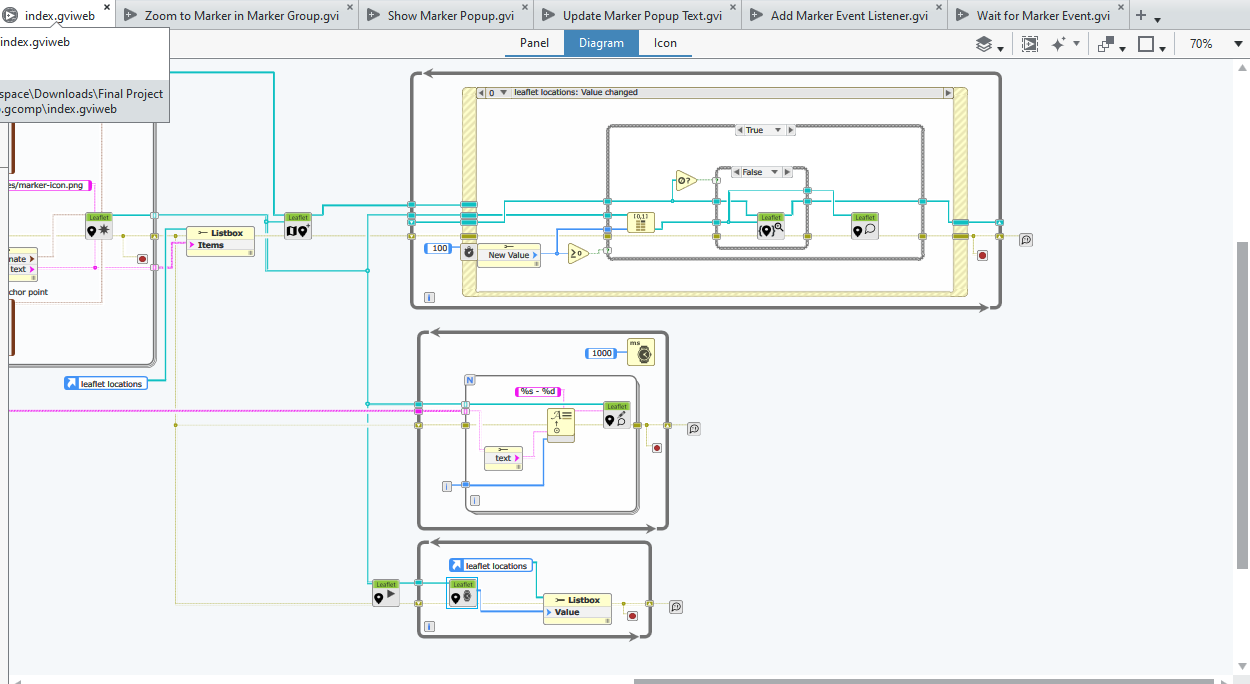 index.gviweb
Zoom to Marker in Marker Group.gvi
Show Marker Popup.gvi
Update Marker Popup Text.gvi
Add Marker Event Listener.gvi
Wait for Marker Event.gvi
index.gviweb
Panel
Diagram
Icon
70%
space\Downloads\Final Project
.gcomp\index.gviweb
0
leaflet locations: Value changed
True
False
es/marker-icon.png
Leaflet
Leaflet
Listbox
Items
[0,1]
Leaflet
Leaflet
100
New Value
≥0
0?
mate
text
chor point
i
leaflet locations
ms
1000
N
%s - %d
Leaflet
text
i
i
leaflet locations
Leaflet
Leaflet
Listbox
Value
i